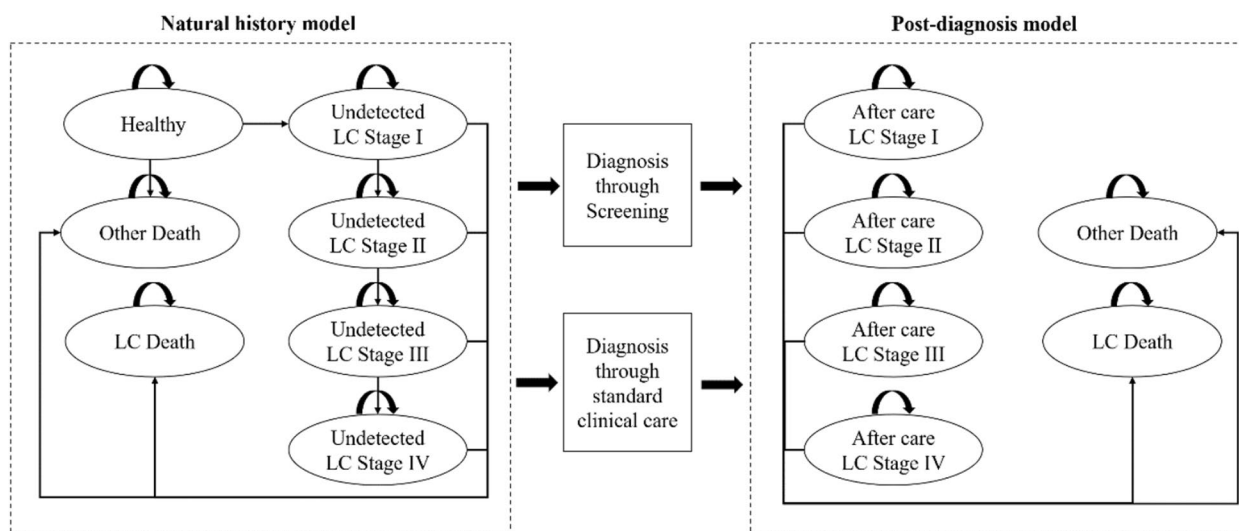 Natural history model
Healthy
Other Death
LC Death
Undetected
LC Stage I
Undetected
LC Stage II
Undetected
LC Stage III
Undetected
LC Stage IV
Diagnosis
through
Screening
Diagnosis
through
standard
clinical care
Post-diagnosis model
After care
LC Stage I
After care
LC Stage II
After care
LC Stage III
After care
LC Stage IV
Other Death
LC Death